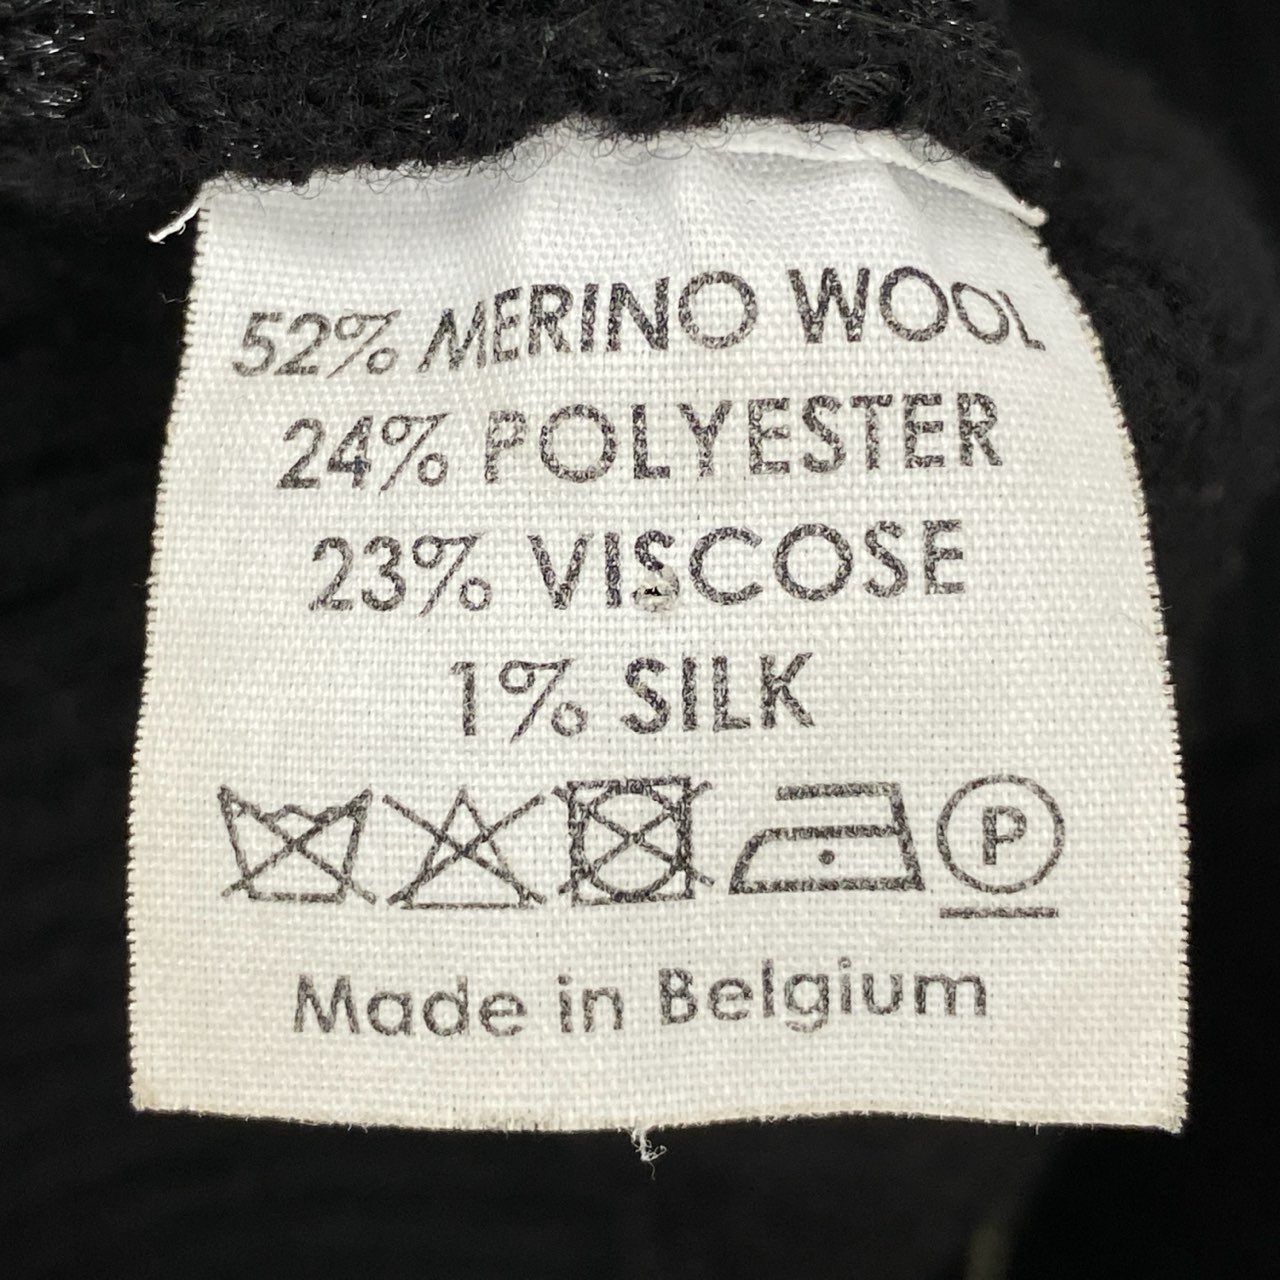 52% MERINO WOOL
24% POLYESTER
23% VISCOSE
1% SILK
P
Made in Belgium